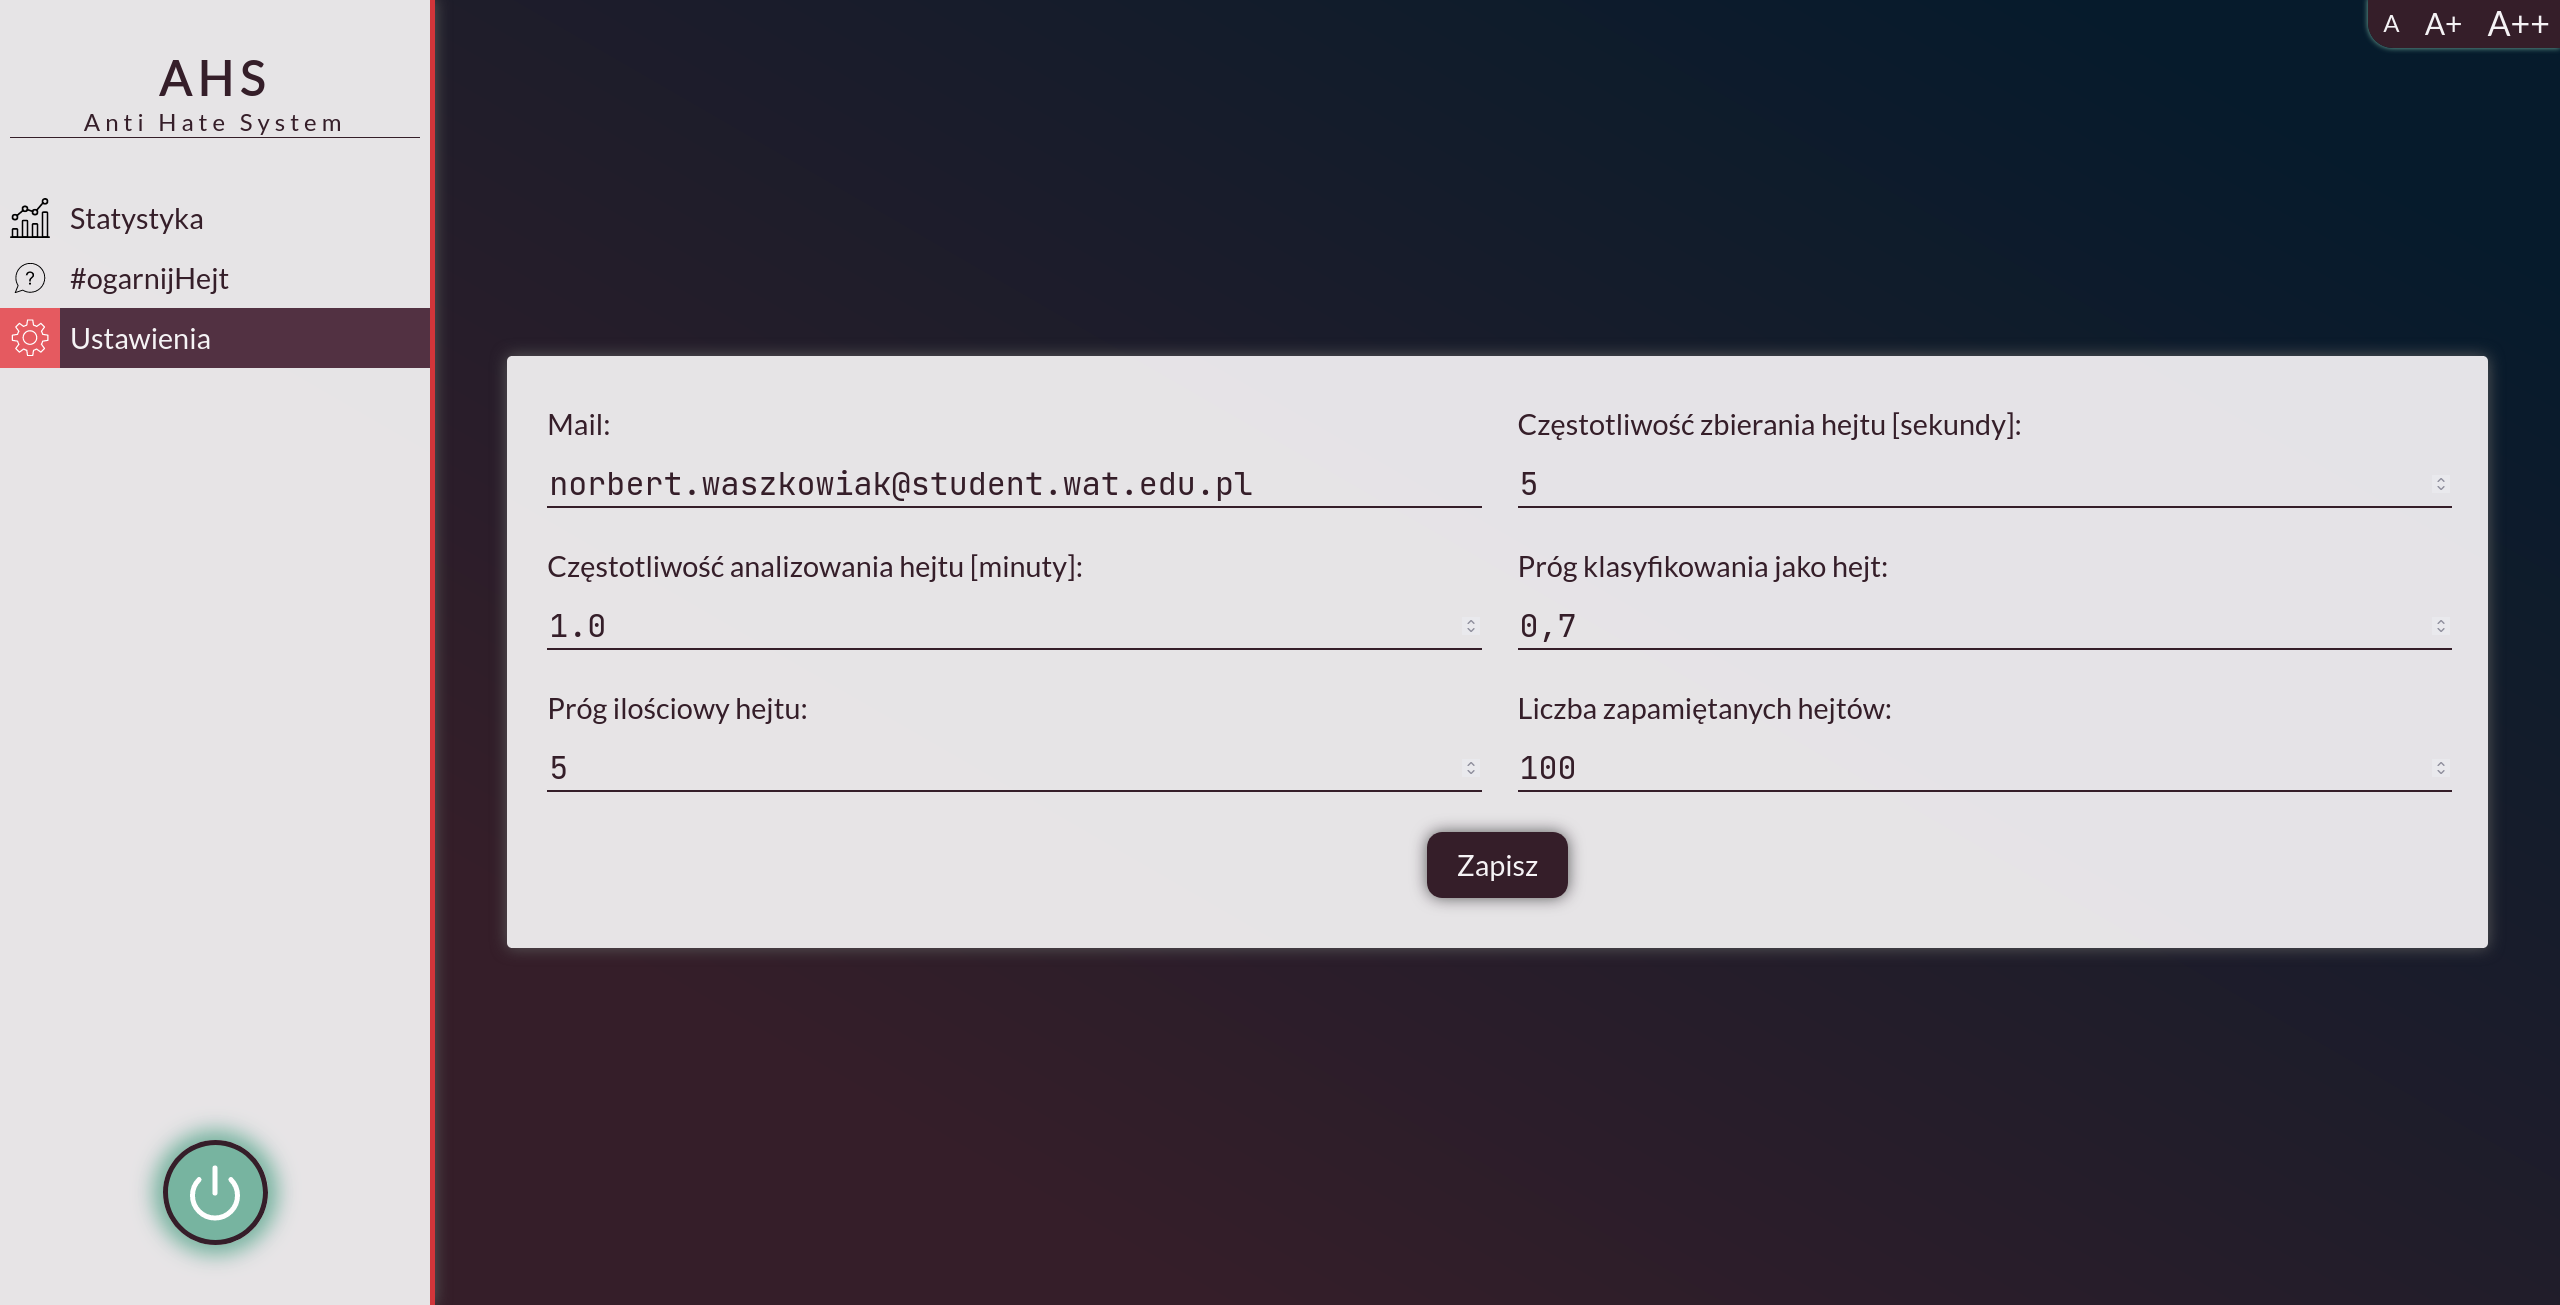 AHS
Anti Hate System
Statystyka
#ogarnijHejt
Ustawienia
A A+ A++
Mail:
norbert.waszkowiak@student.wat.edu.pl
Częstotliwość zbierania hejtu [sekundy]:
5
Częstotliwość analizowania hejtu [minuty]:
1.0
Próg klasyfikowania jako hejt:
0,7
Próg ilościowy hejtu:
5
Liczba zapamiętanych hejtów:
100
Zapisz